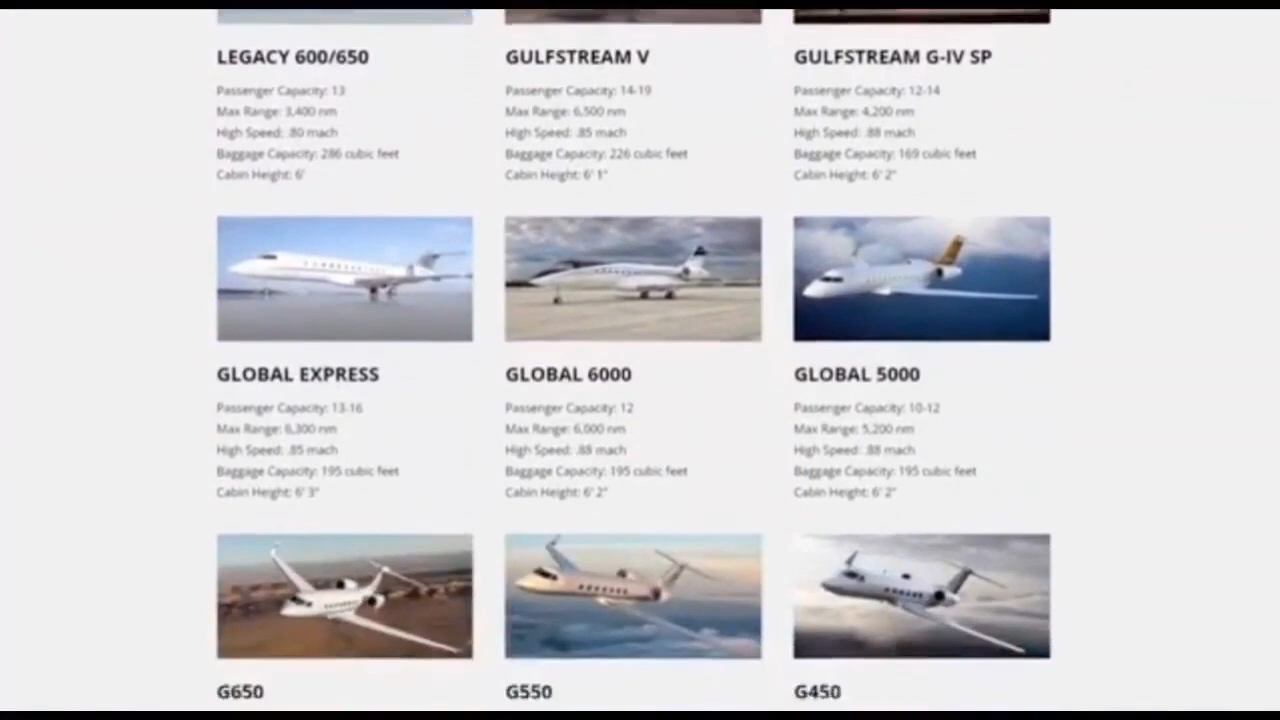 LEGACY 600/650
Passenger Capacity: 13
Max Range: 3,400 nm
High Speed: .80 mach
Baggage Capacity: 286 cubic feet
Cabin Height: 6'
GULFSTREAM V
Passenger Capacity: 14-19
Max Range: 6,500 nm
High Speed: .85 mach
Baggage Capacity: 226 cubic feet
Cabin Height: 6' 1"
GULFSTREAM G-IV SP
Passenger Capacity: 12-14
Max Range: 4,200 nm
High Speed: .88 mach
Baggage Capacity: 169 cubic feet
Cabin Height: 6' 2"
GLOBAL EXPRESS
Passenger Capacity: 13-16
Max Range: 6,300 nm
High Speed: .85 mach
Baggage Capacity: 195 cubic feet
Cabin Height: 6' 3"
GLOBAL 6000
Passenger Capacity: 12
Max Range: 6,000 nm
High Speed: .88 mach
Baggage Capacity: 195 cubic feet
Cabin Height: 6' 2"
GLOBAL 5000
Passenger Capacity: 10-12
Max Range: 5,200 nm
High Speed: .88 mach
Baggage Capacity: 195 cubic feet
Cabin Height: 6' 2"
G650
G550
G450